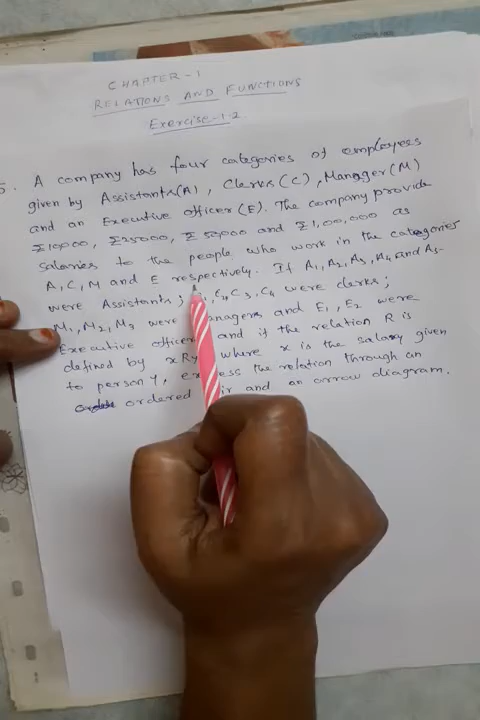 CHAPTER-1
RELATIONS AND FUNCTIONS
Exercise-1.2
5. A company has four categories of employees
given by Assistants(A), Clerks(C), Manager(M)
and an Executive officer(E). The company provide
₹10,000, ₹25000, ₹50,000 and ₹1,00,000 as
salaries to the people who work in the categories
A, C, M and E respectively. If A1, A2, A3, A4 and A5
were Assistants; C2, C3, C4 were clerks;
M1, M2, M3 were managers and E1, E2 were
Executive officer and if the relation R is
defined by xRy where x is the salary given
to person y, express the relation through an
ordered and an arrow diagram.